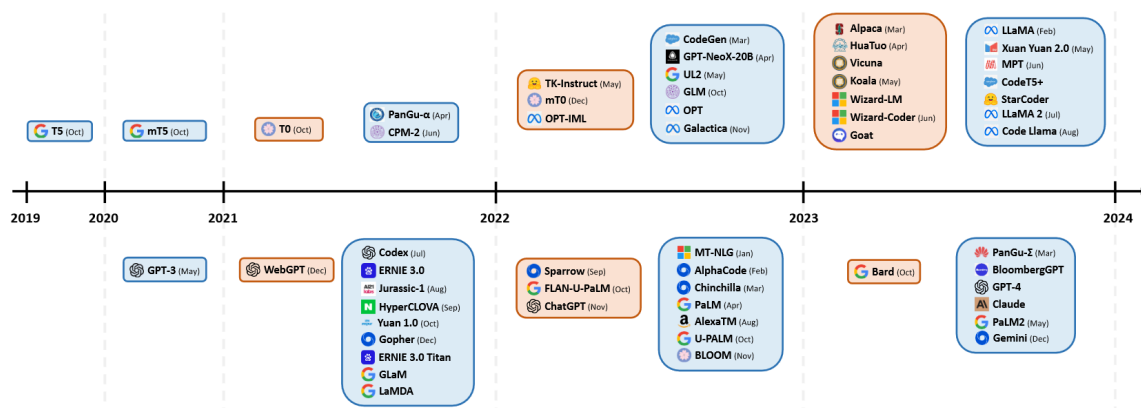 T5 (Oct)
mT5 (Oct)
T0 (Oct)
PanGu-α (Apr)
CPM-2 (Jun)
TK-Instruct (May)
mT0 (Dec)
OPT-IML
CodeGen (Mar)
GPT-NeoX-20B (Apr)
UL2 (May)
GLM (Oct)
OPT
Galactica (Nov)
Alpaca (Mar)
HuaTuo (Apr)
Vicuna
Koala (May)
Wizard-LM
Wizard-Coder (Jun)
Goat
LLaMA (Feb)
Xuan Yuan 2.0 (May)
MPT (Jun)
CodeT5+
StarCoder
LLaMA 2 (Jul)
Code Llama (Aug)
2019
2020
2021
2022
2023
2024
GPT-3 (May)
WebGPT (Dec)
Codex (Jul)
ERNIE 3.0
AI21 labs Jurassic-1 (Aug)
HyperCLOVA (Sep)
Yuan 1.0 (Oct)
Gopher (Dec)
ERNIE 3.0 Titan
GLaM
LaMDA
Sparrow (Sep)
FLAN-U-PaLM (Oct)
ChatGPT (Nov)
MT-NLG (Jan)
AlphaCode (Feb)
Chinchilla (Mar)
PaLM (Apr)
AlexaTM (Aug)
U-PALM (Oct)
BLOOM (Nov)
Bard (Oct)
PanGu-Σ (Mar)
BloombergGPT
GPT-4
Claude
PaLM2 (May)
Gemini (Dec)